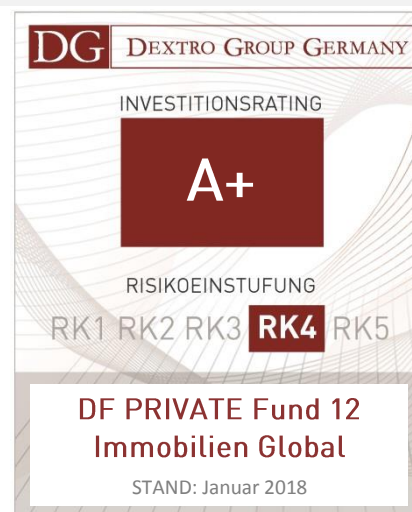 DG DEXTRO GROUP GERMANY
INVESTITIONSRATING
A+
RISIKOEINSTUFUNG
RK1 RK2 RK3 RK4 RK5
DF PRIVATE Fund 12
Immobilien Global
STAND: Januar 2018